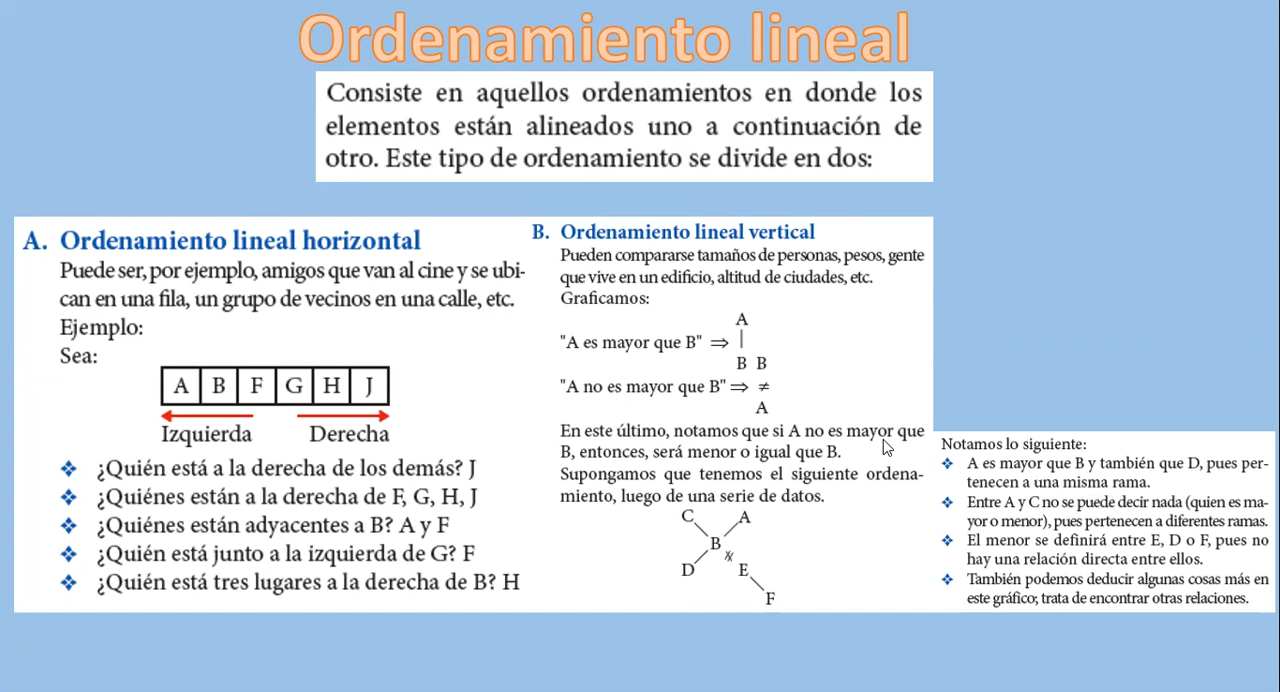 Ordenamiento lineal
Consiste en aquellos ordenamientos en donde los
elementos están alineados uno a continuación de
otro. Este tipo de ordenamiento se divide en dos:
A. Ordenamiento lineal horizontal
Puede ser, por ejemplo, amigos que van al cine y se ubi-
can en una fila, un grupo de vecinos en una calle, etc.
Ejemplo:
Sea:
A B F G H J
Izquierda Derecha
❖ ¿Quién está a la derecha de los demás? J
❖ ¿Quiénes están a la derecha de F, G, H, J
❖ ¿Quiénes están adyacentes a B? A y F
❖ ¿Quién está junto a la izquierda de G? F
❖ ¿Quién está tres lugares a la derecha de B? H
B. Ordenamiento lineal vertical
Pueden compararse tamaños de personas, pesos, gente
que vive en un edificio, altitud de ciudades, etc.
Graficamos:
A
"A es mayor que B" ⇒ |
B B
"A no es mayor que B" ⇒ ≠
A
En este último, notamos que si A no es mayor que
B, entonces, será menor o igual que B.
Supongamos que tenemos el siguiente ordena-
miento, luego de una serie de datos.
C A
B
D E
F
Notamos lo siguiente:
❖ A es mayor que B y también que D, pues per-
tenecen a una misma rama.
❖ Entre A y C no se puede decir nada (quien es ma-
yor o menor), pues pertenecen a diferentes ramas.
❖ El menor se definirá entre E, D o F, pues no
hay una relación directa entre ellos.
❖ También podemos deducir algunas cosas más en
este gráfico; trata de encontrar otras relaciones.